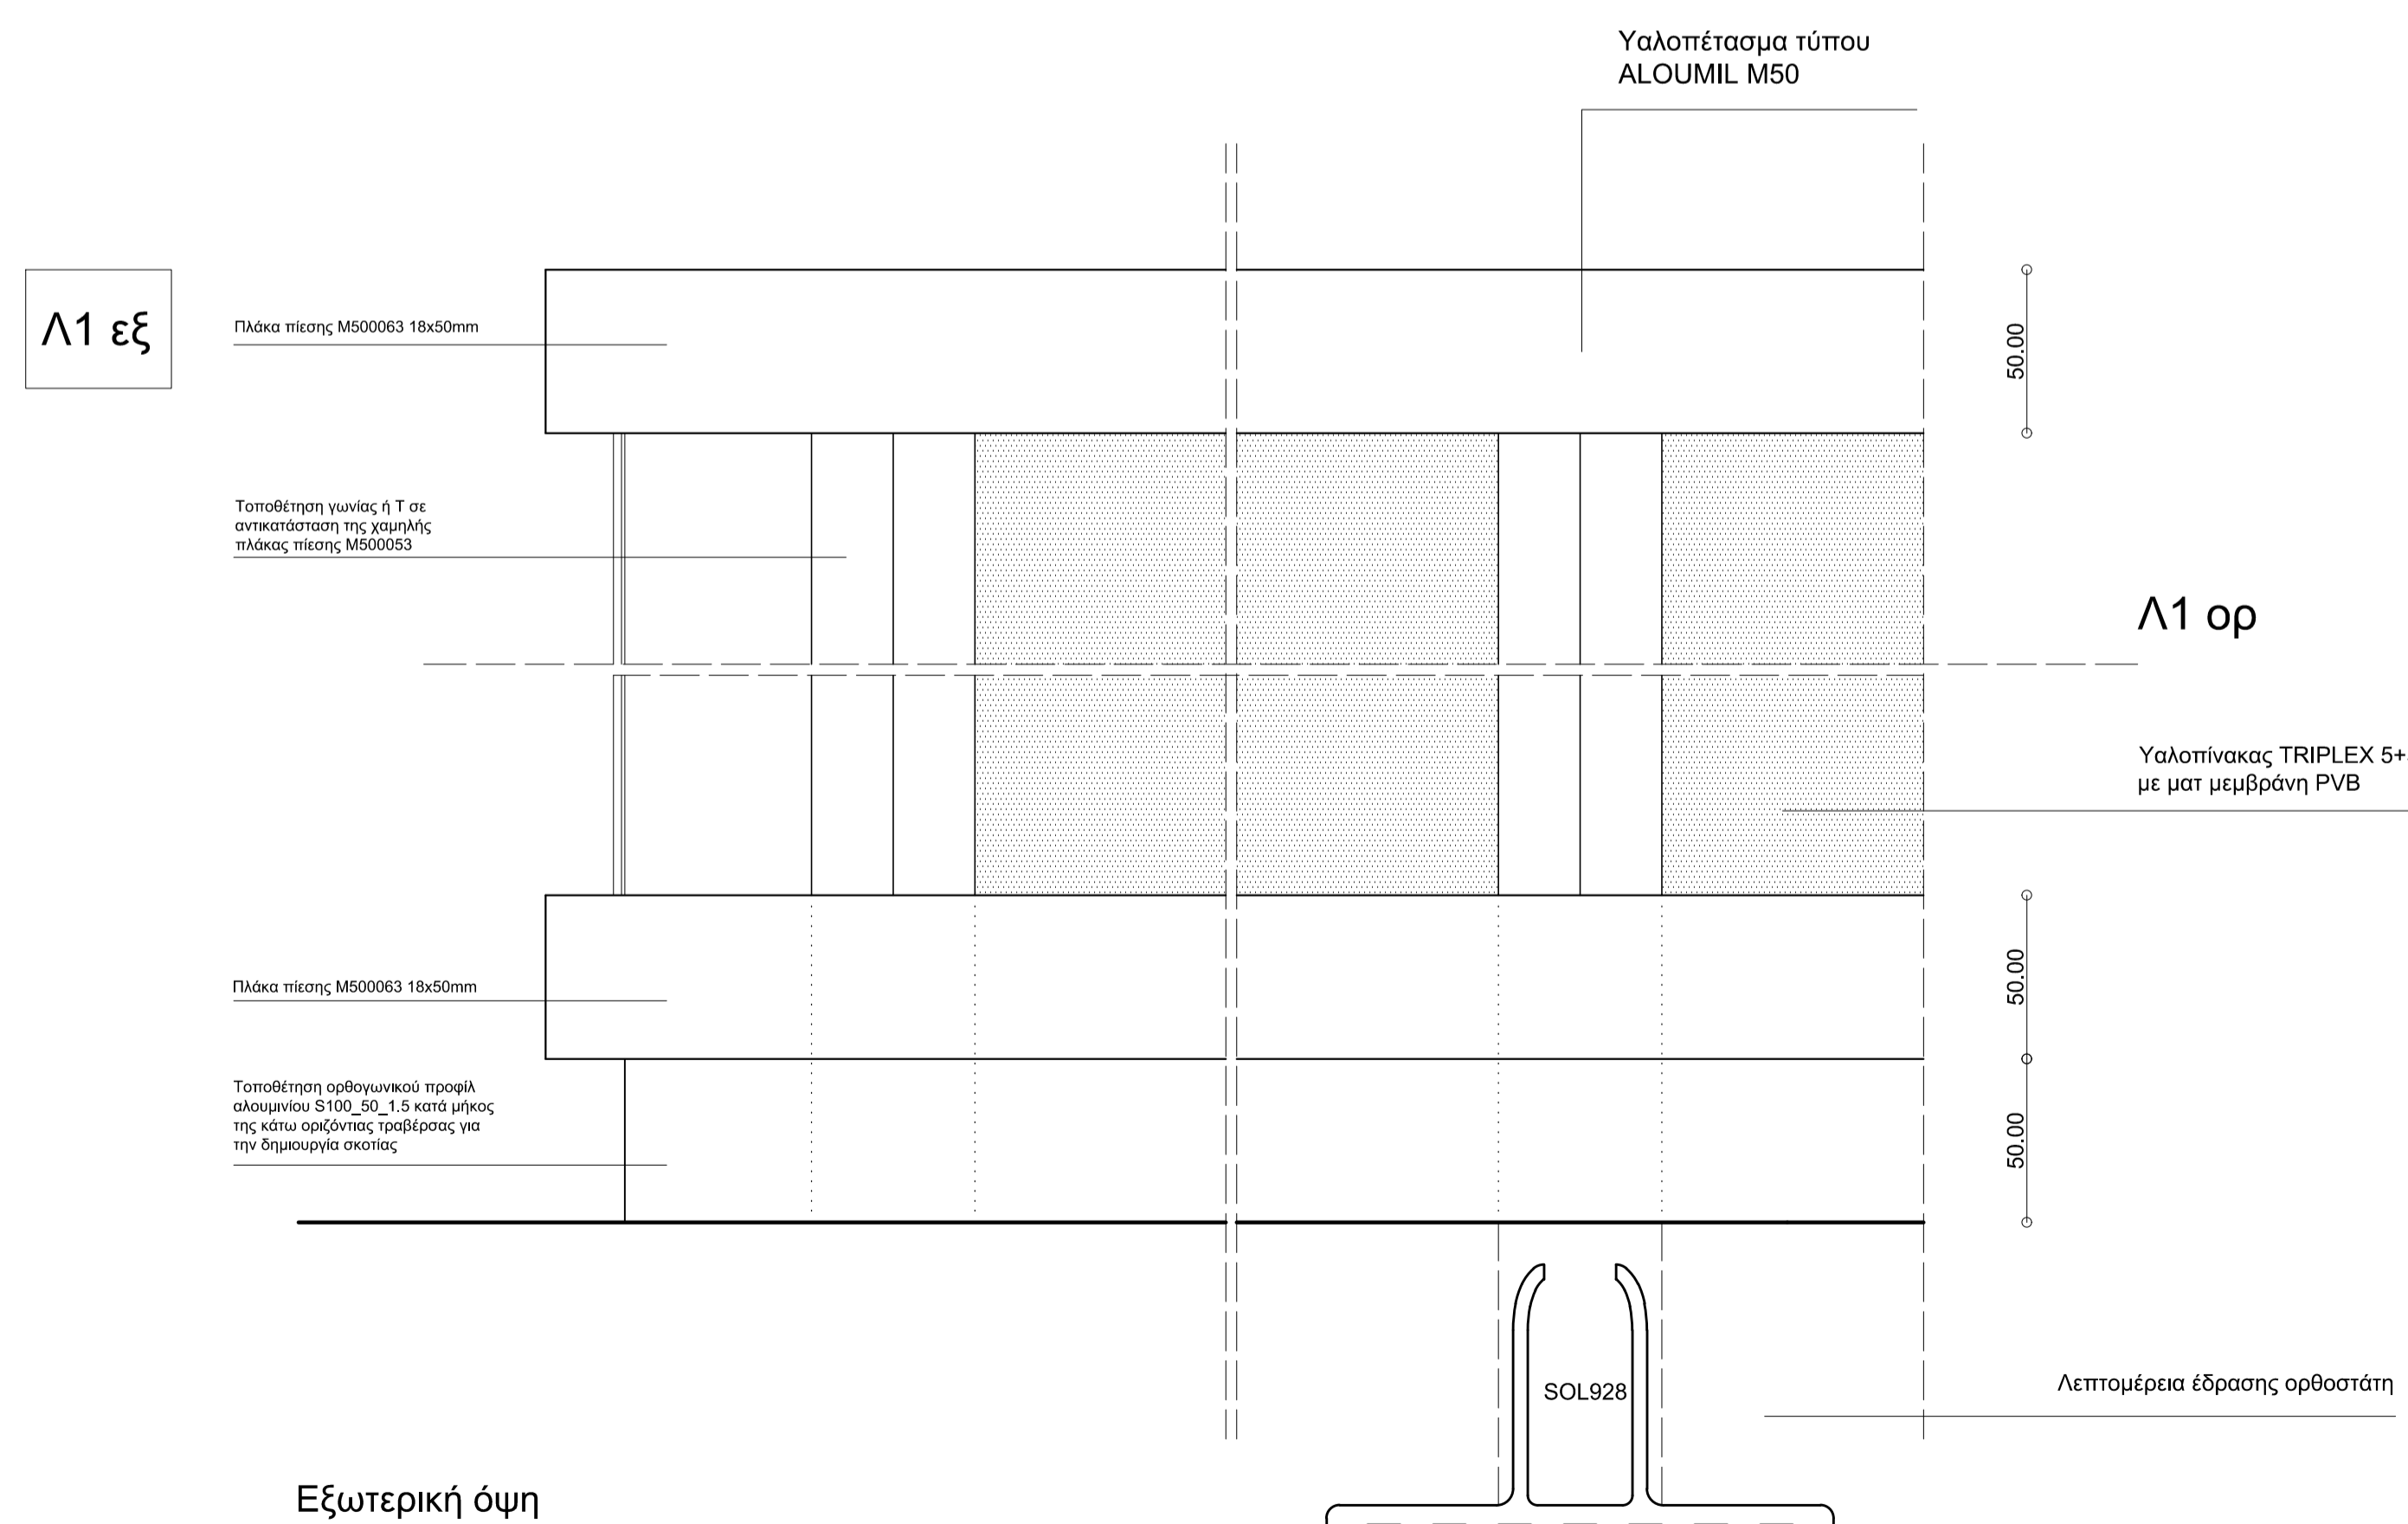 Υαλοπέτασμα τύπου
ALOUMIL M50
Λ1 εξ
Πλάκα πίεσης M500063 18x50mm
50.00
Τοποθέτηση γωνίας ή Τ σε
αντικατάσταση της χαμηλής
πλάκας πίεσης M500053
Λ1 ορ
Υαλοπίνακας TRIPLEX 5+
με ματ μεμβράνη PVB
Πλάκα πίεσης M500063 18x50mm
50.00
Τοποθέτηση ορθογωνικού προφίλ
αλουμινίου S100_50_1.5 κατά μήκος
της κάτω οριζόντιας τραβέρσας για
την δημιουργία σκοτίας
50.00
SOL928
Λεπτομέρεια έδρασης ορθοστάτη
Εξωτερική όψη